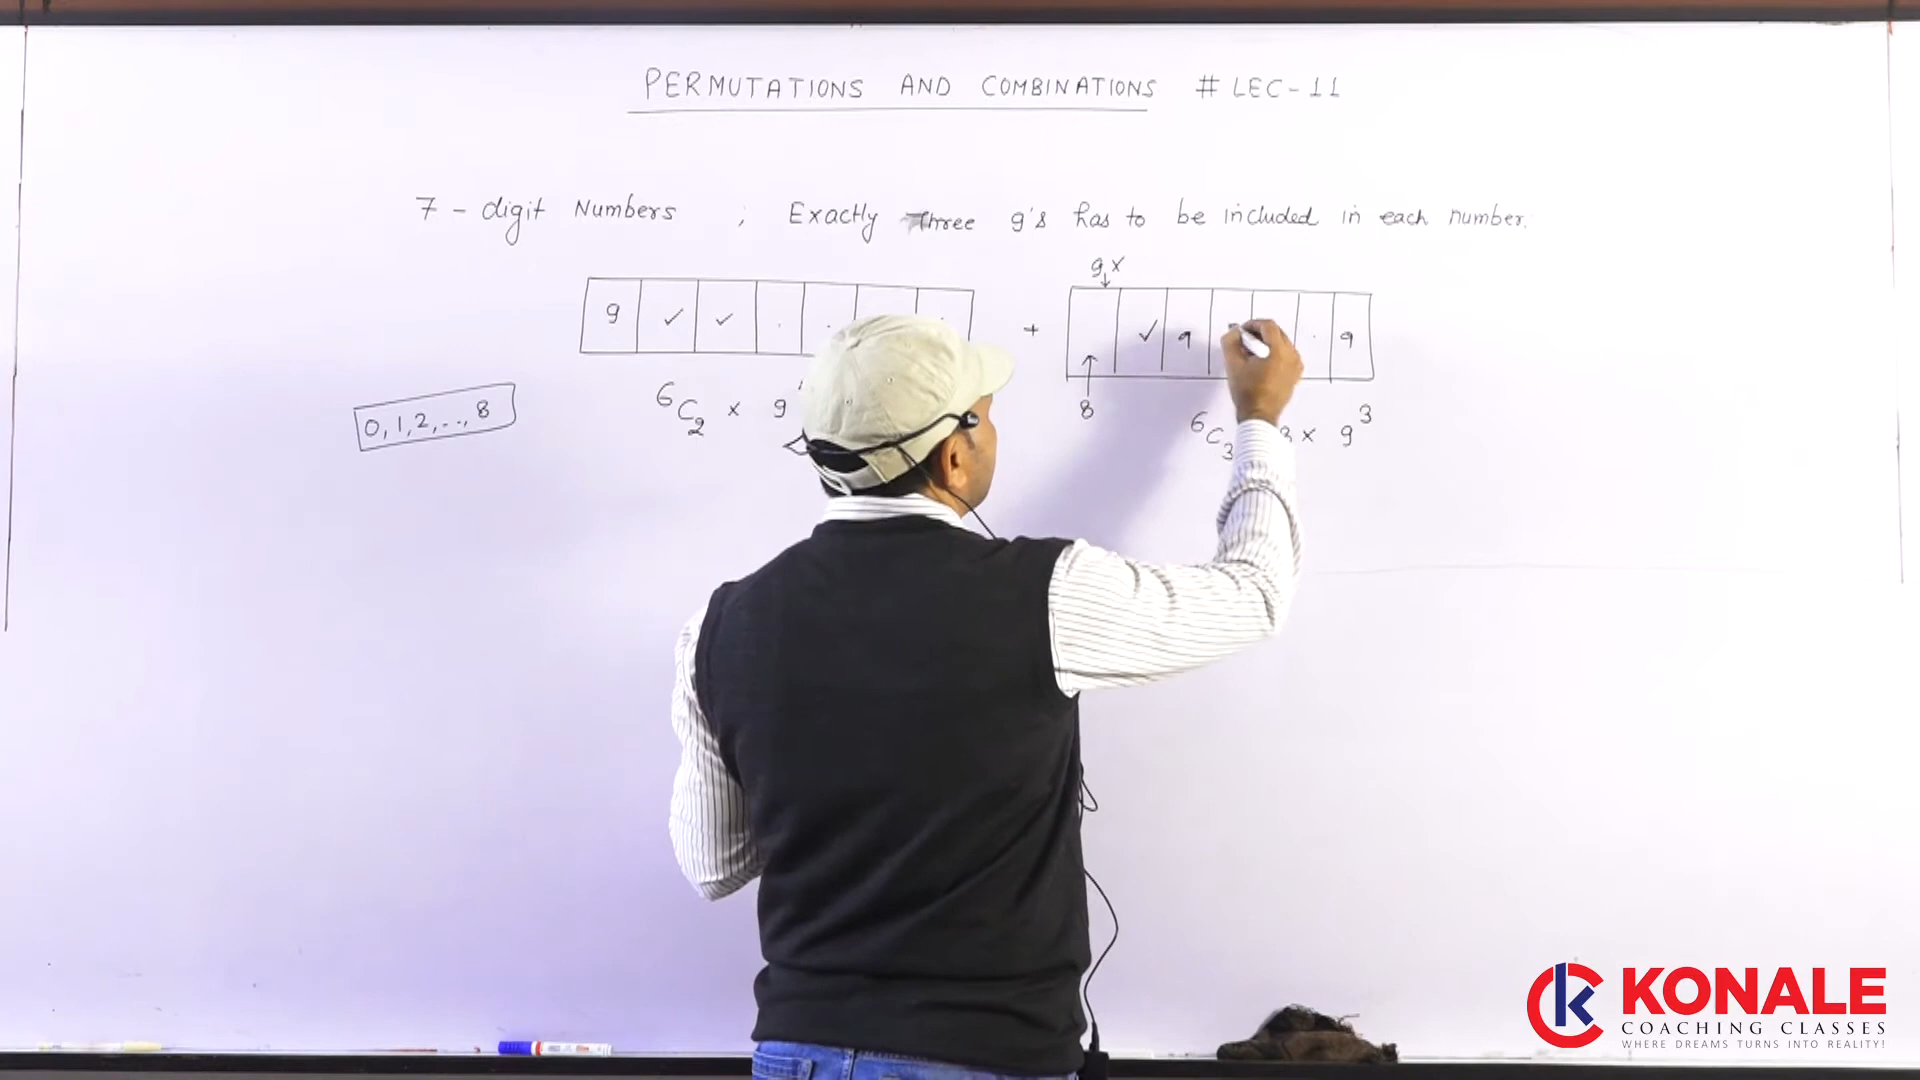 PERMUTATIONS AND COMBINATIONS # LEC-11
7 - digit Numbers ; Exactly Three 9's has to be included in each number.
9 x
9 ✓ ✓ . . . + ✓ 9 . 9
8
0, 1, 2, ..., 8
6C2 x 9
6C3 x 9^3
KONALE
COACHING CLASSES
WHERE DREAMS TURNS INTO REALITY!